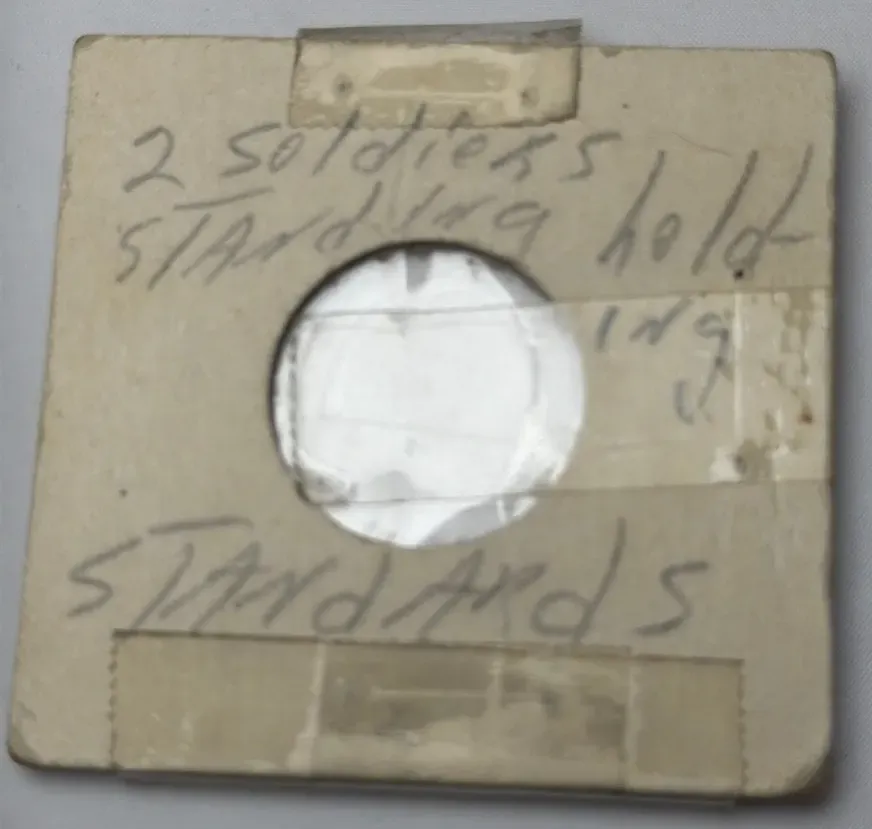 2 soldiers
STANding hold-
ing
STANdARdS